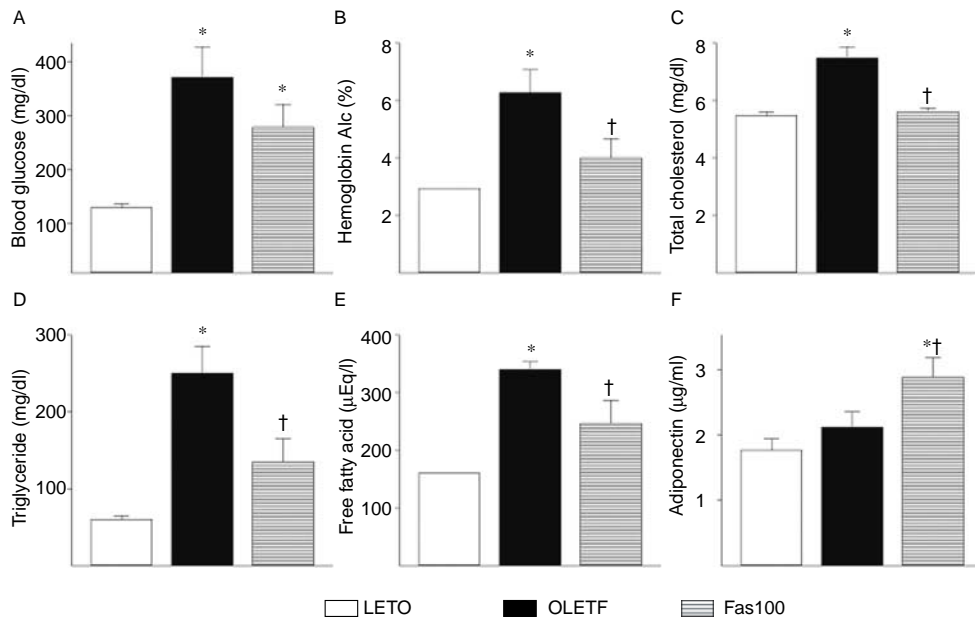 A
Blood glucose (mg/dl)
400
300
200
100
*
*
B
Hemoglobin Alc (%)
8
6
4
2
*
†
C
Total cholesterol (mg/dl)
8
6
4
2
*
†
D
Triglyceride (mg/dl)
300
200
100
*
†
E
Free fatty acid (μEq/l)
400
300
200
100
*
†
F
Adiponectin (μg/ml)
3
2
1
*†
LETO
OLETF
Fas100